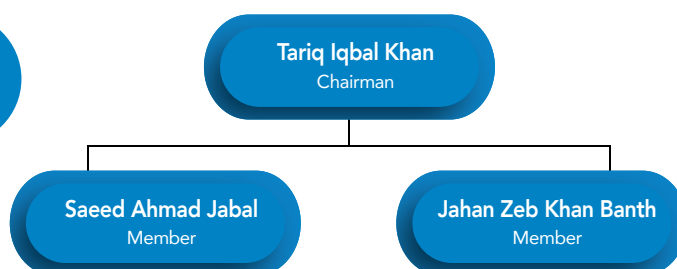 Tariq Iqbal Khan
Chairman
Saeed Ahmad Jabal
Member
Jahan Zeb Khan Banth
Member